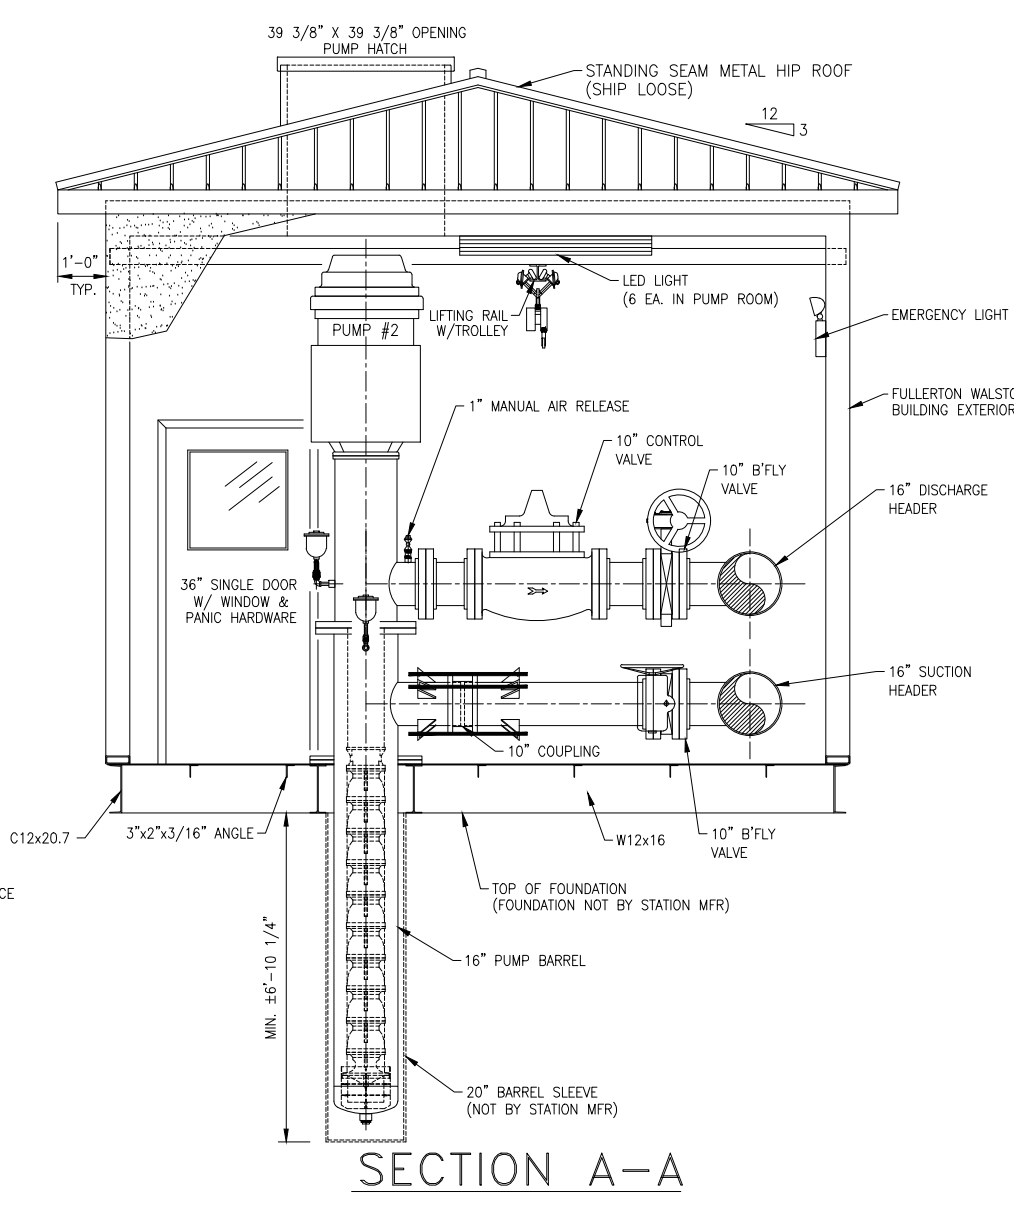 39 3/8" X 39 3/8" OPENING
PUMP HATCH
STANDING SEAM METAL HIP ROOF
(SHIP LOOSE)
12
3
1'-0"
TYP.
LED LIGHT
(6 EA. IN PUMP ROOM)
LIFTING RAIL
W/TROLLEY
EMERGENCY LIGHT
PUMP #2
FULLERTON WALSTO
BUILDING EXTERIOR
1" MANUAL AIR RELEASE
10" CONTROL
VALVE
10" B'FLY
VALVE
16" DISCHARGE
HEADER
36" SINGLE DOOR
W/ WINDOW &
PANIC HARDWARE
16" SUCTION
HEADER
10" COUPLING
C12x20.7
3"x2"x3/16" ANGLE
W12x16
10" B'FLY
VALVE
CE
TOP OF FOUNDATION
(FOUNDATION NOT BY STATION MFR)
MIN. ±6'-10 1/4"
16" PUMP BARREL
20" BARREL SLEEVE
(NOT BY STATION MFR)
SECTION A-A